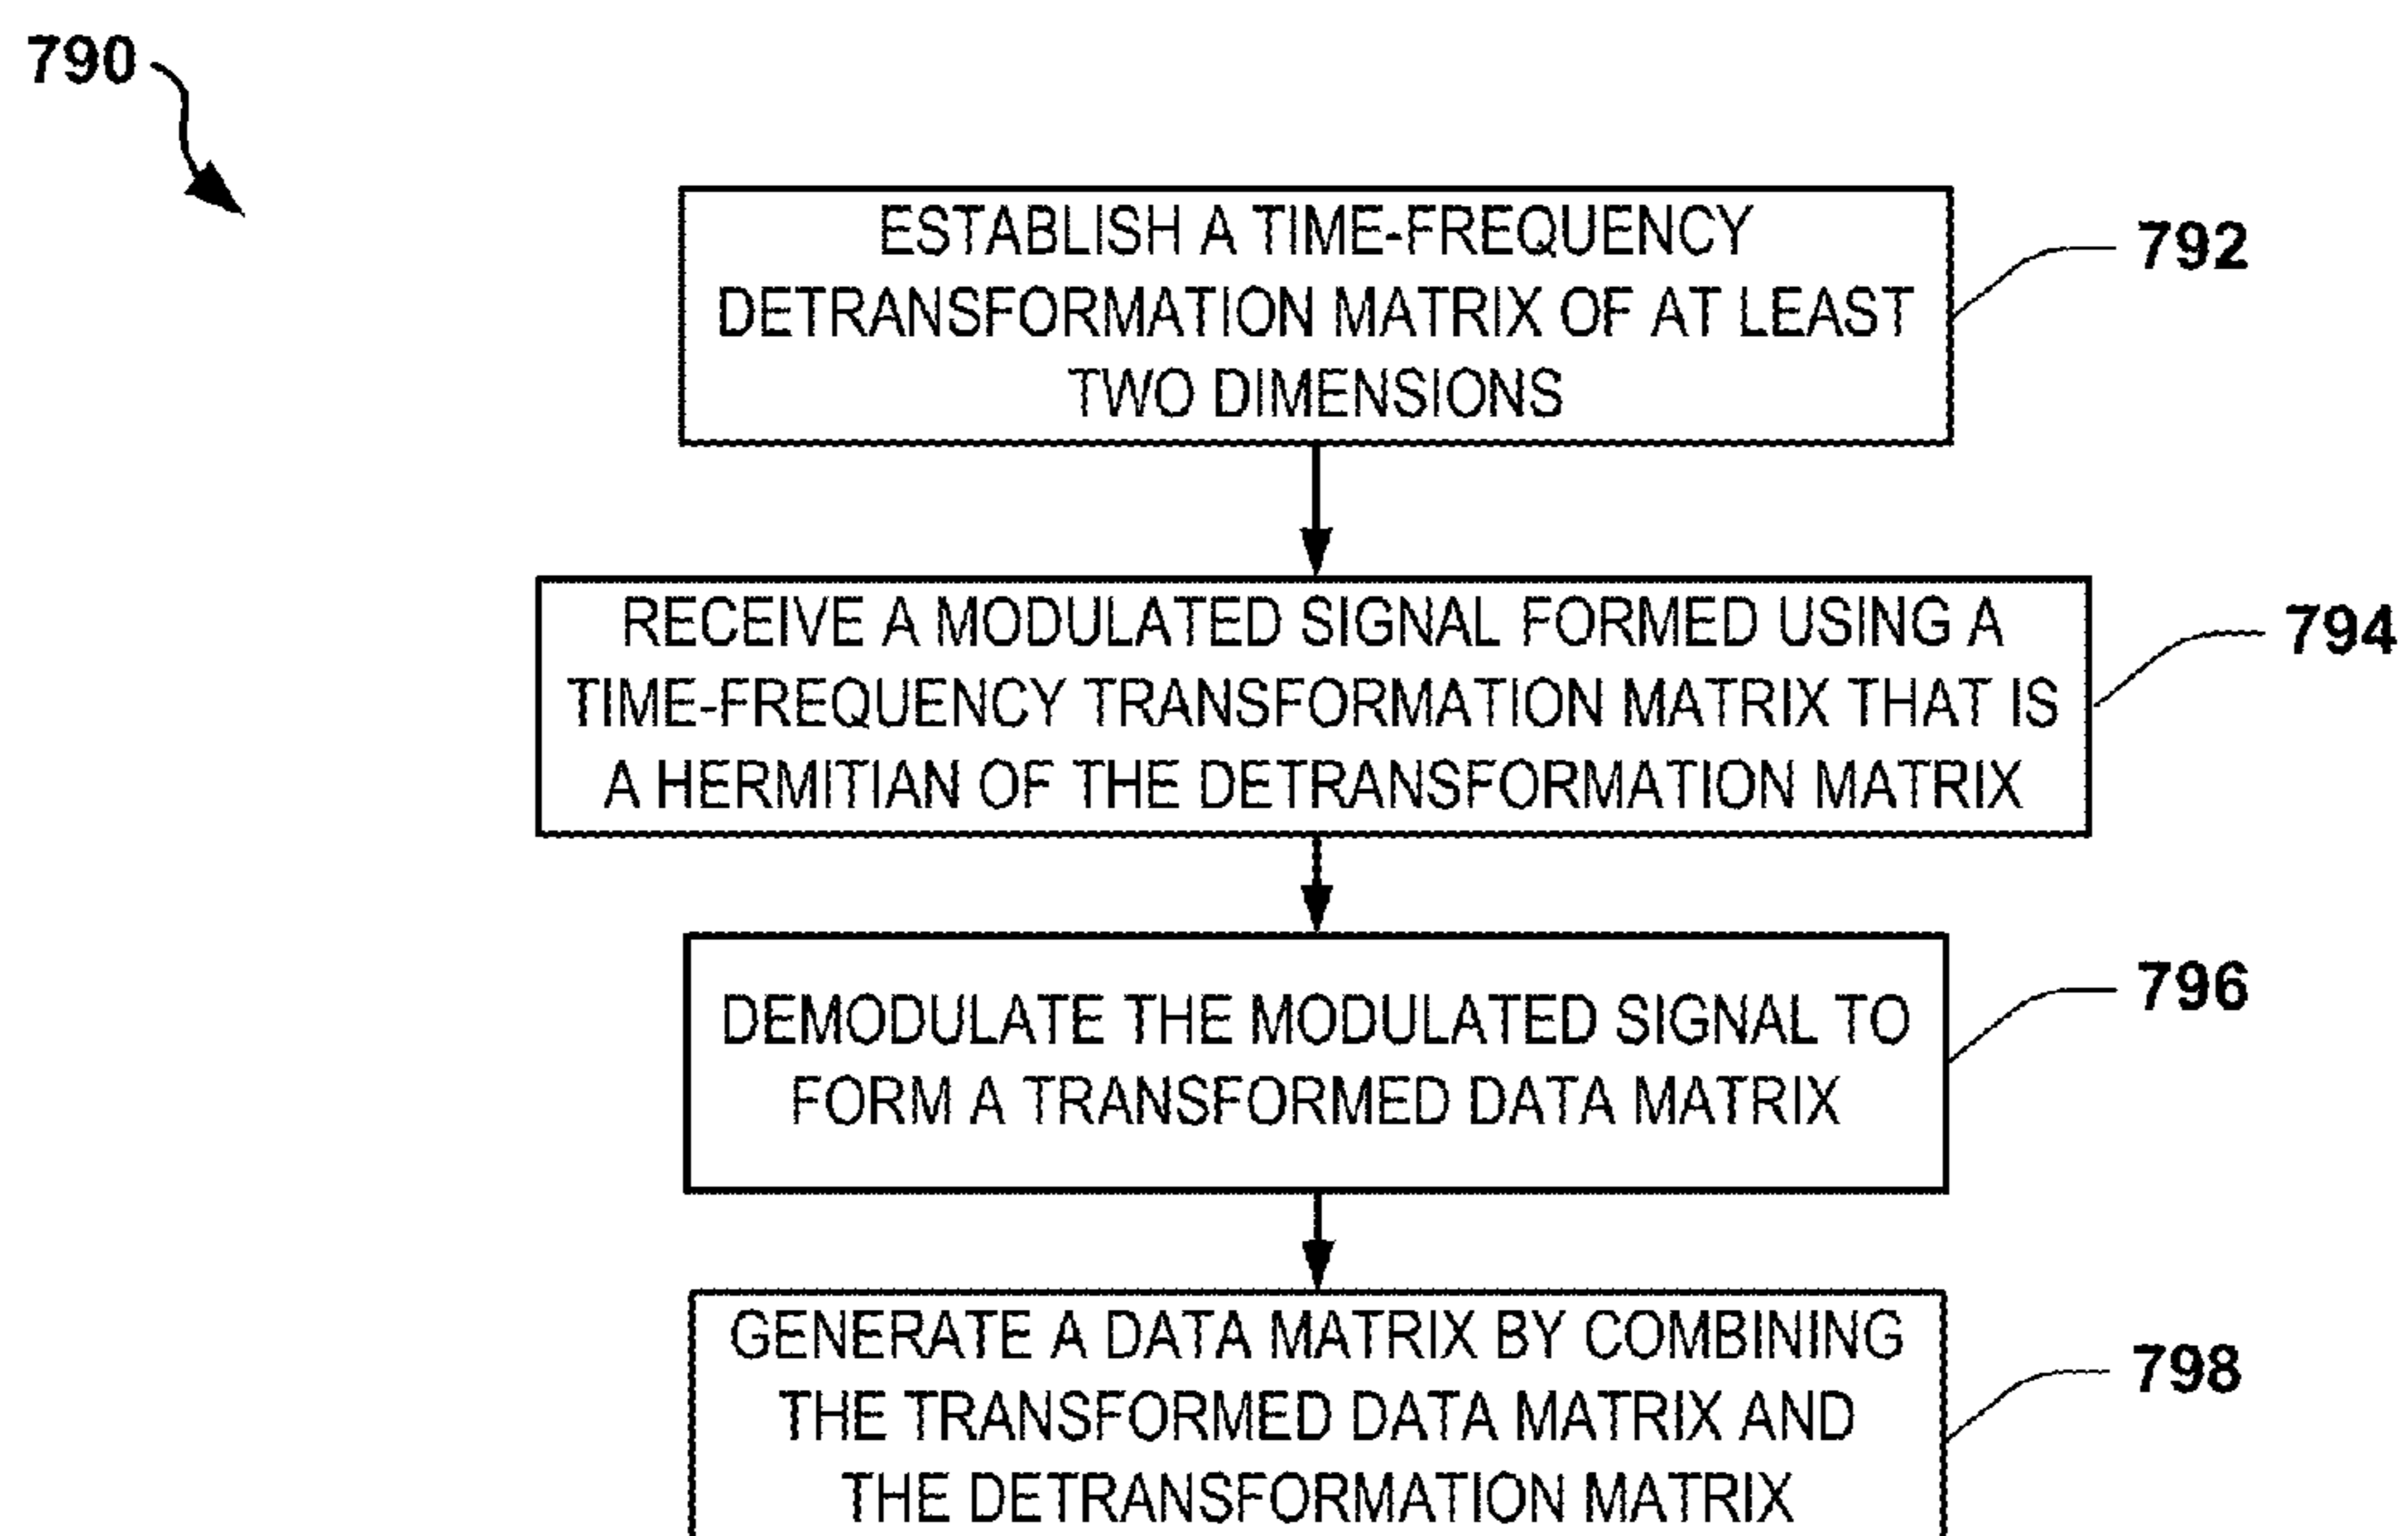 790
ESTABLISH A TIME-FREQUENCY
DETRANSFORMATION MATRIX OF AT LEAST
TWO DIMENSIONS
792
RECEIVE A MODULATED SIGNAL FORMED USING A
TIME-FREQUENCY TRANSFORMATION MATRIX THAT IS
A HERMITIAN OF THE DETRANSFORMATION MATRIX
794
DEMODULATE THE MODULATED SIGNAL TO
FORM A TRANSFORMED DATA MATRIX
796
GENERATE A DATA MATRIX BY COMBINING
THE TRANSFORMED DATA MATRIX AND
THE DETRANSFORMATION MATRIX
798